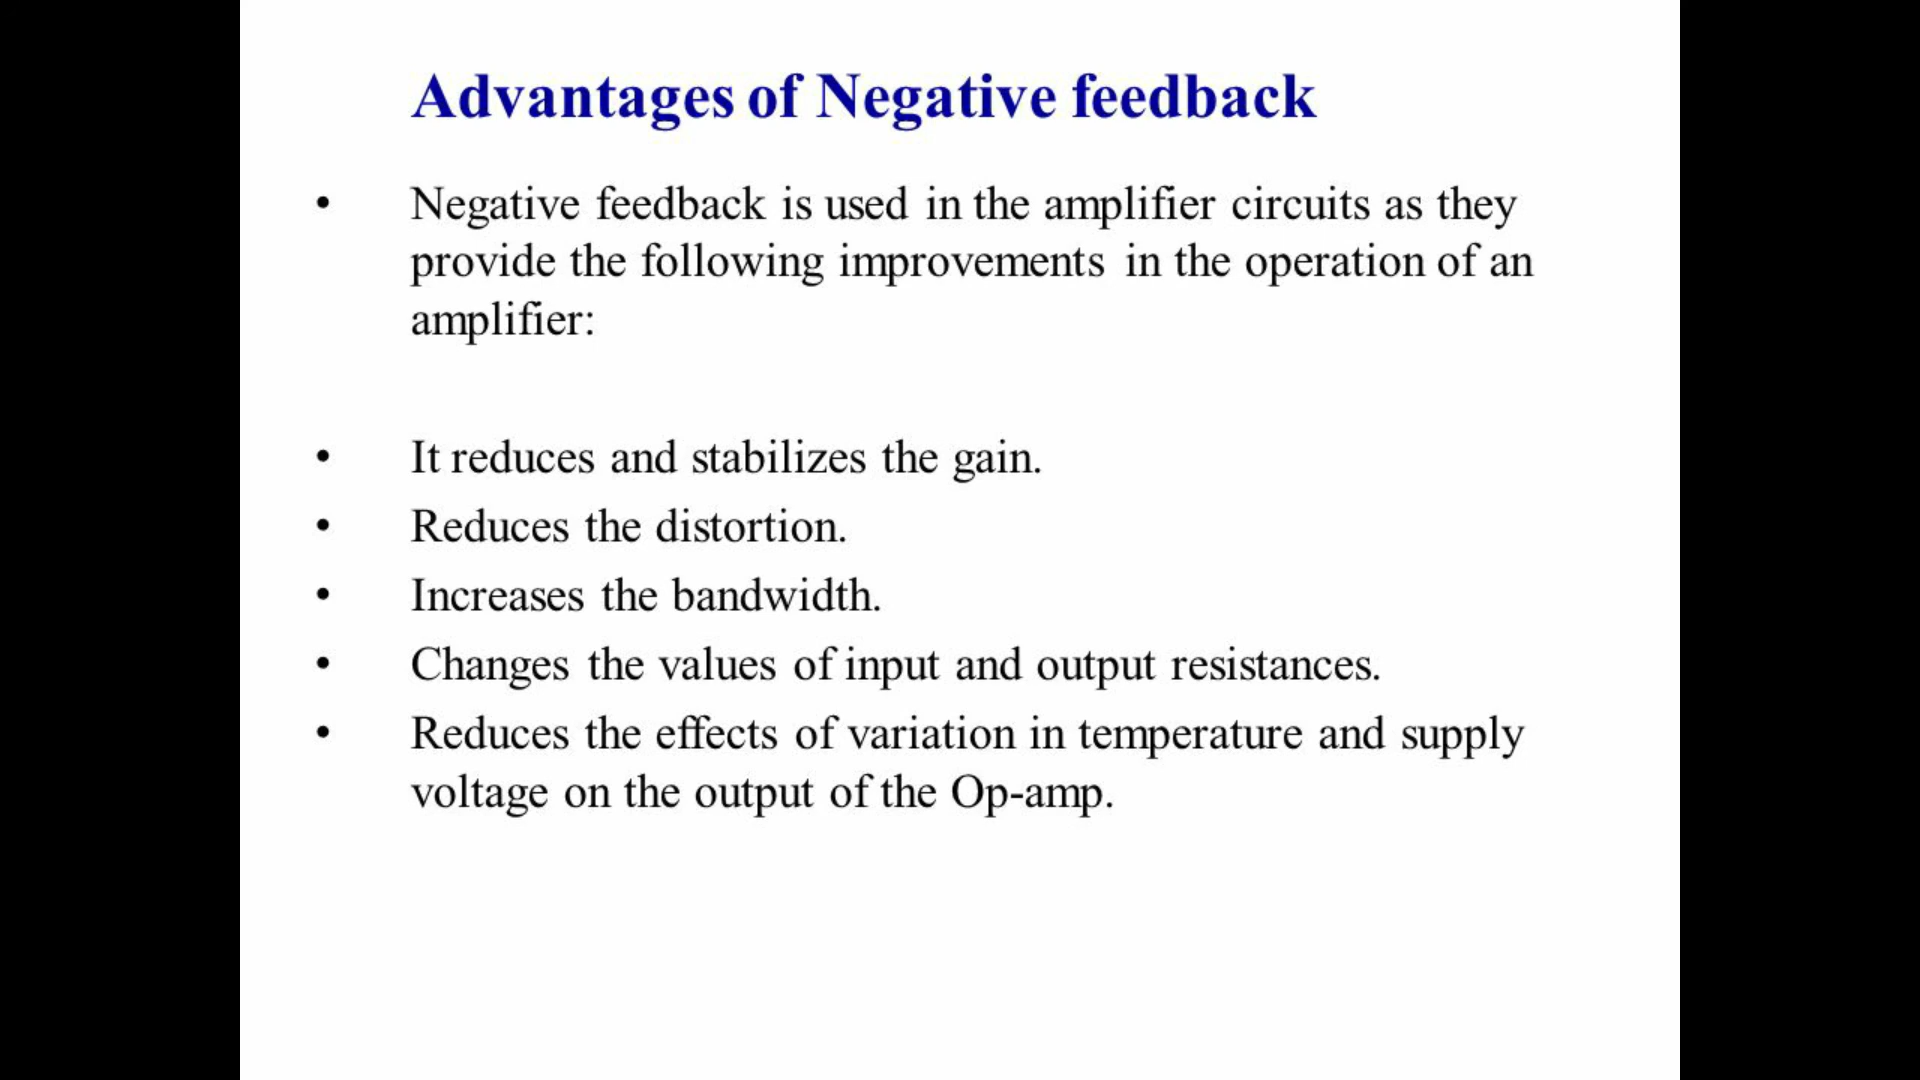 Advantages of Negative feedback
• Negative feedback is used in the amplifier circuits as they
provide the following improvements in the operation of an
amplifier:
• It reduces and stabilizes the gain.
• Reduces the distortion.
• Increases the bandwidth.
• Changes the values of input and output resistances.
• Reduces the effects of variation in temperature and supply
voltage on the output of the Op-amp.